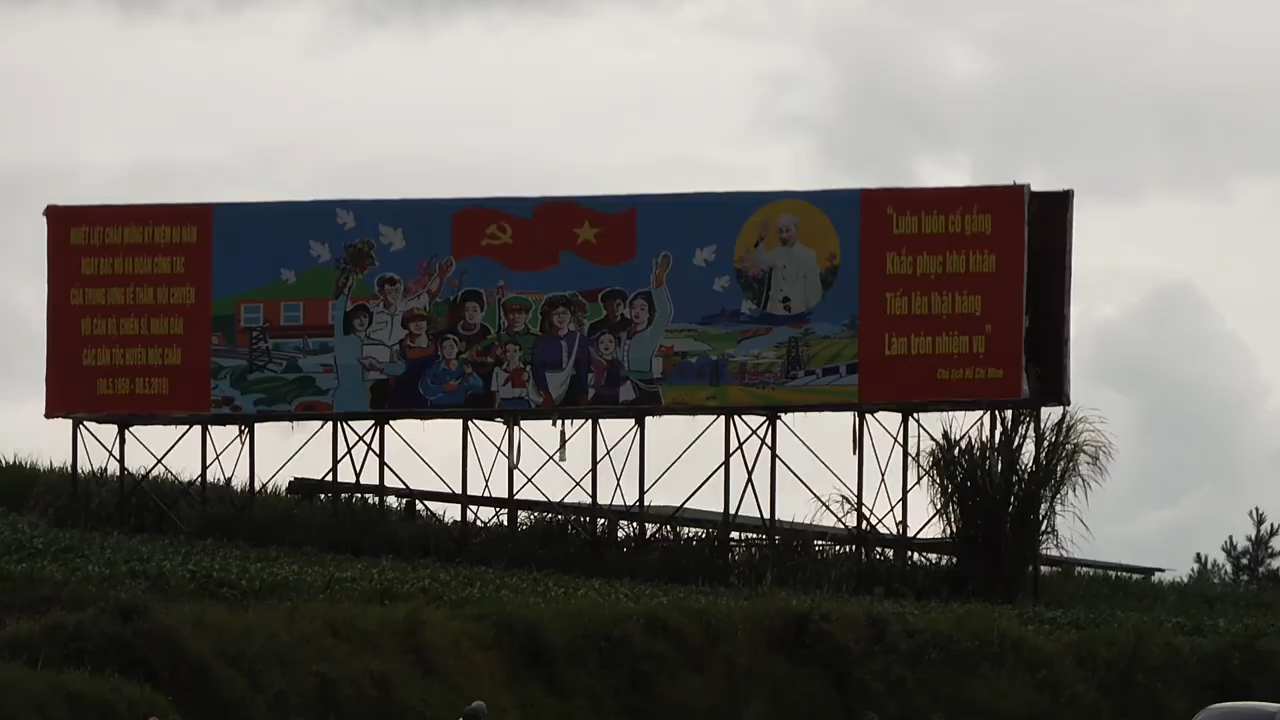 NHIỆT LIỆT CHÀO MỪNG KỶ NIỆM 60 NĂM
NGÀY BÁC HỒ VÀ ĐOÀN CÔNG TÁC
CỦA TRUNG ƯƠNG VỀ THĂM, NÓI CHUYỆN
VỚI CÁN BỘ, CHIẾN SĨ, NHÂN DÂN
CÁC DÂN TỘC HUYỆN MỘC CHÂU
(08.5.1959 - 08.5.2019)
"Luôn luôn cố gắng
Khắc phục khó khăn
Tiến lên thật hăng
Làm tròn nhiệm vụ"
Chủ tịch Hồ Chí Minh